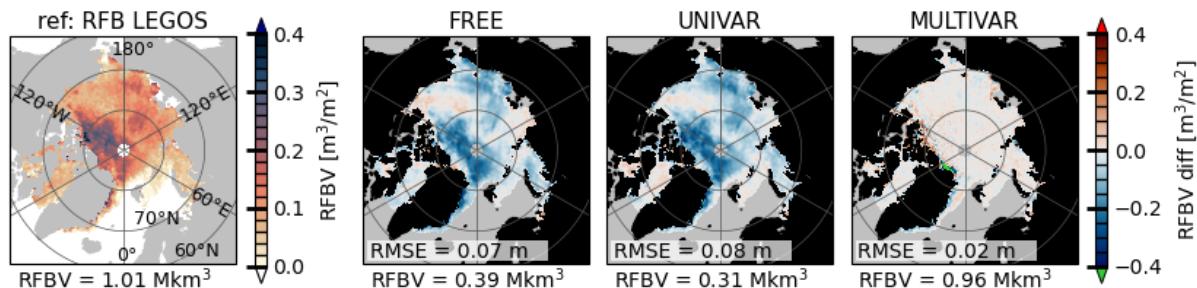 ref: RFB LEGOS
180°
120°W
120°E
60°E
70°N
0°
60°N
RFBV = 1.01 Mkm³
0.4
0.3
0.2
0.1
0.0
RFBV [m³/m²]
FREE
RMSE = 0.07 m
RFBV = 0.39 Mkm³
UNIVAR
RMSE = 0.08 m
RFBV = 0.31 Mkm³
MULTIVAR
RMSE = 0.02 m
RFBV = 0.96 Mkm³
0.4
0.2
0.0
−0.2
−0.4
RFBV diff [m³/m²]